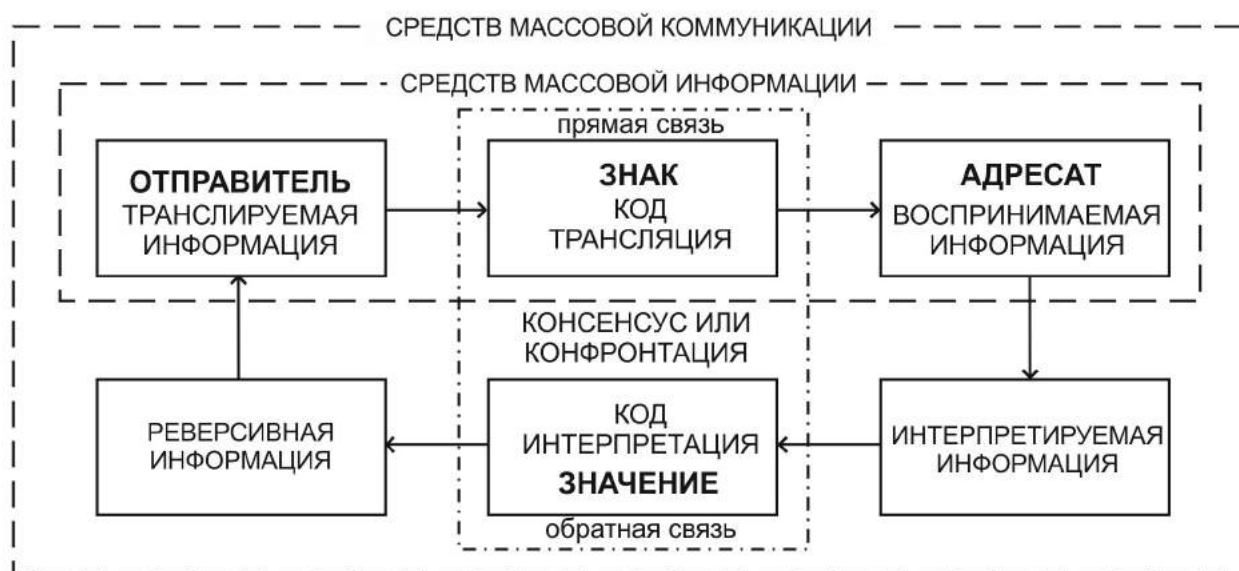 СРЕДСТВ МАССОВОЙ КОММУНИКАЦИИ
СРЕДСТВ МАССОВОЙ ИНФОРМАЦИИ
прямая связь
ОТПРАВИТЕЛЬ
ТРАНСЛИРУЕМАЯ
ИНФОРМАЦИЯ
ЗНАК
КОД
ТРАНСЛЯЦИЯ
АДРЕСАТ
ВОСПРИНИМАЕМАЯ
ИНФОРМАЦИЯ
КОНСЕНСУС ИЛИ
КОНФРОНТАЦИЯ
РЕВЕРСИВНАЯ
ИНФОРМАЦИЯ
КОД
ИНТЕРПРЕТАЦИЯ
ЗНАЧЕНИЕ
ИНТЕРПРЕТИРУЕМАЯ
ИНФОРМАЦИЯ
обратная связь